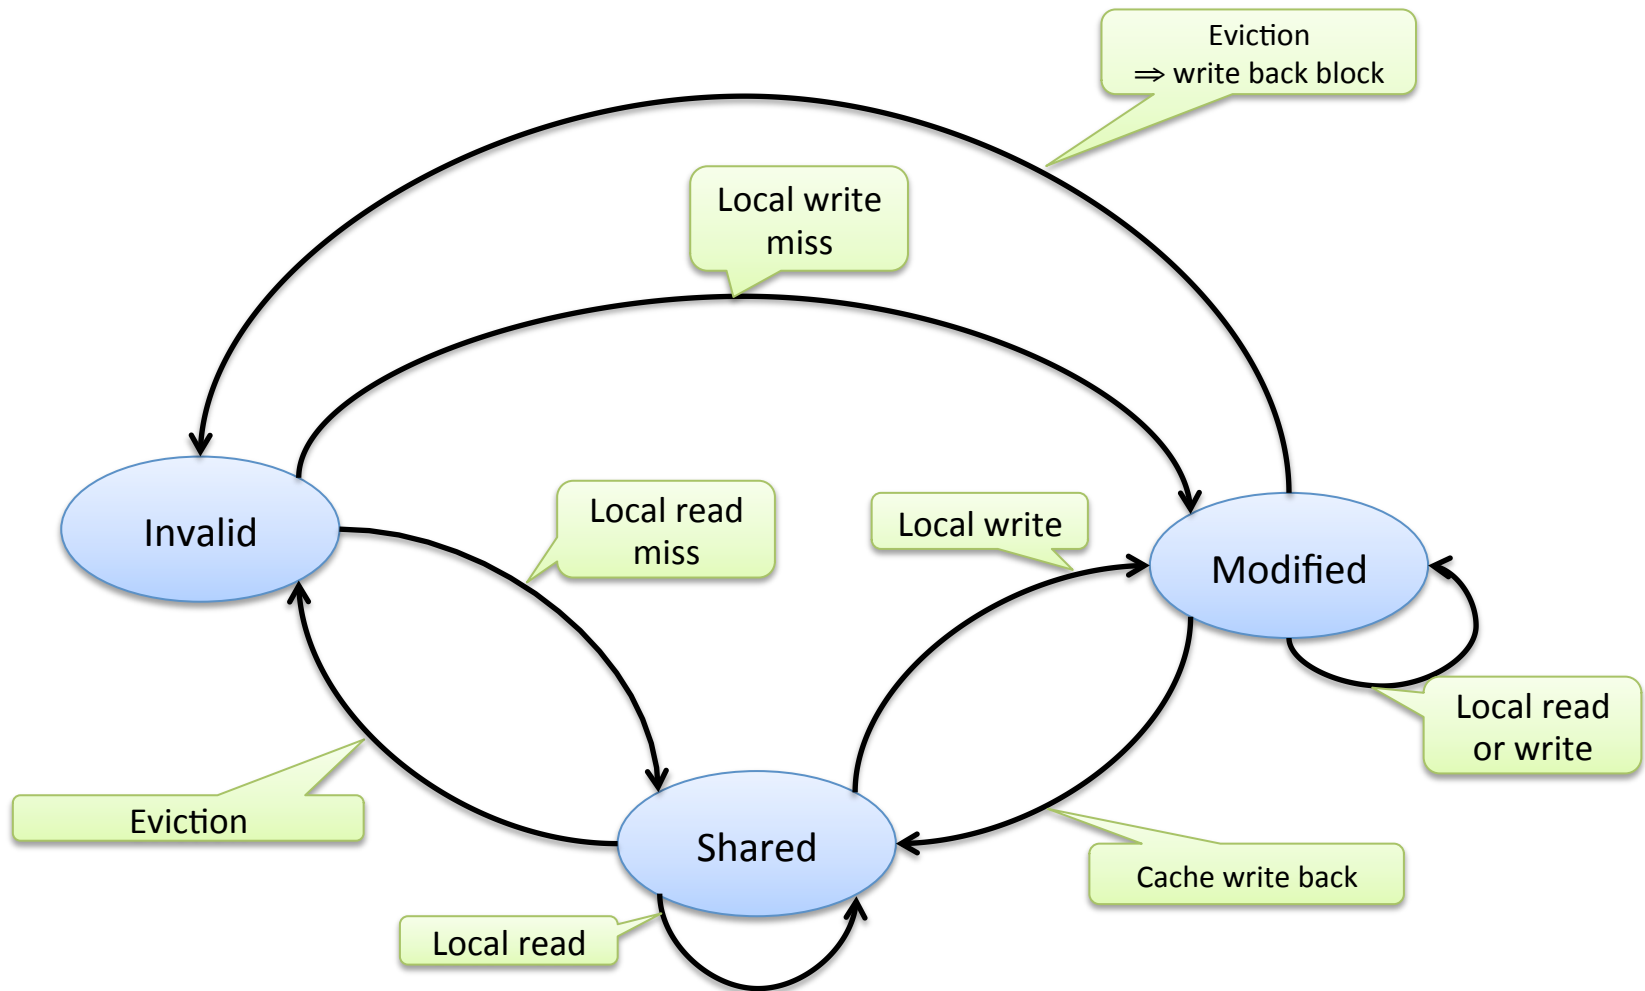 Eviction
⇒ write back block
Local write
miss
Local read
miss
Local write
Invalid
Modified
Local read
or write
Eviction
Shared
Cache write back
Local read